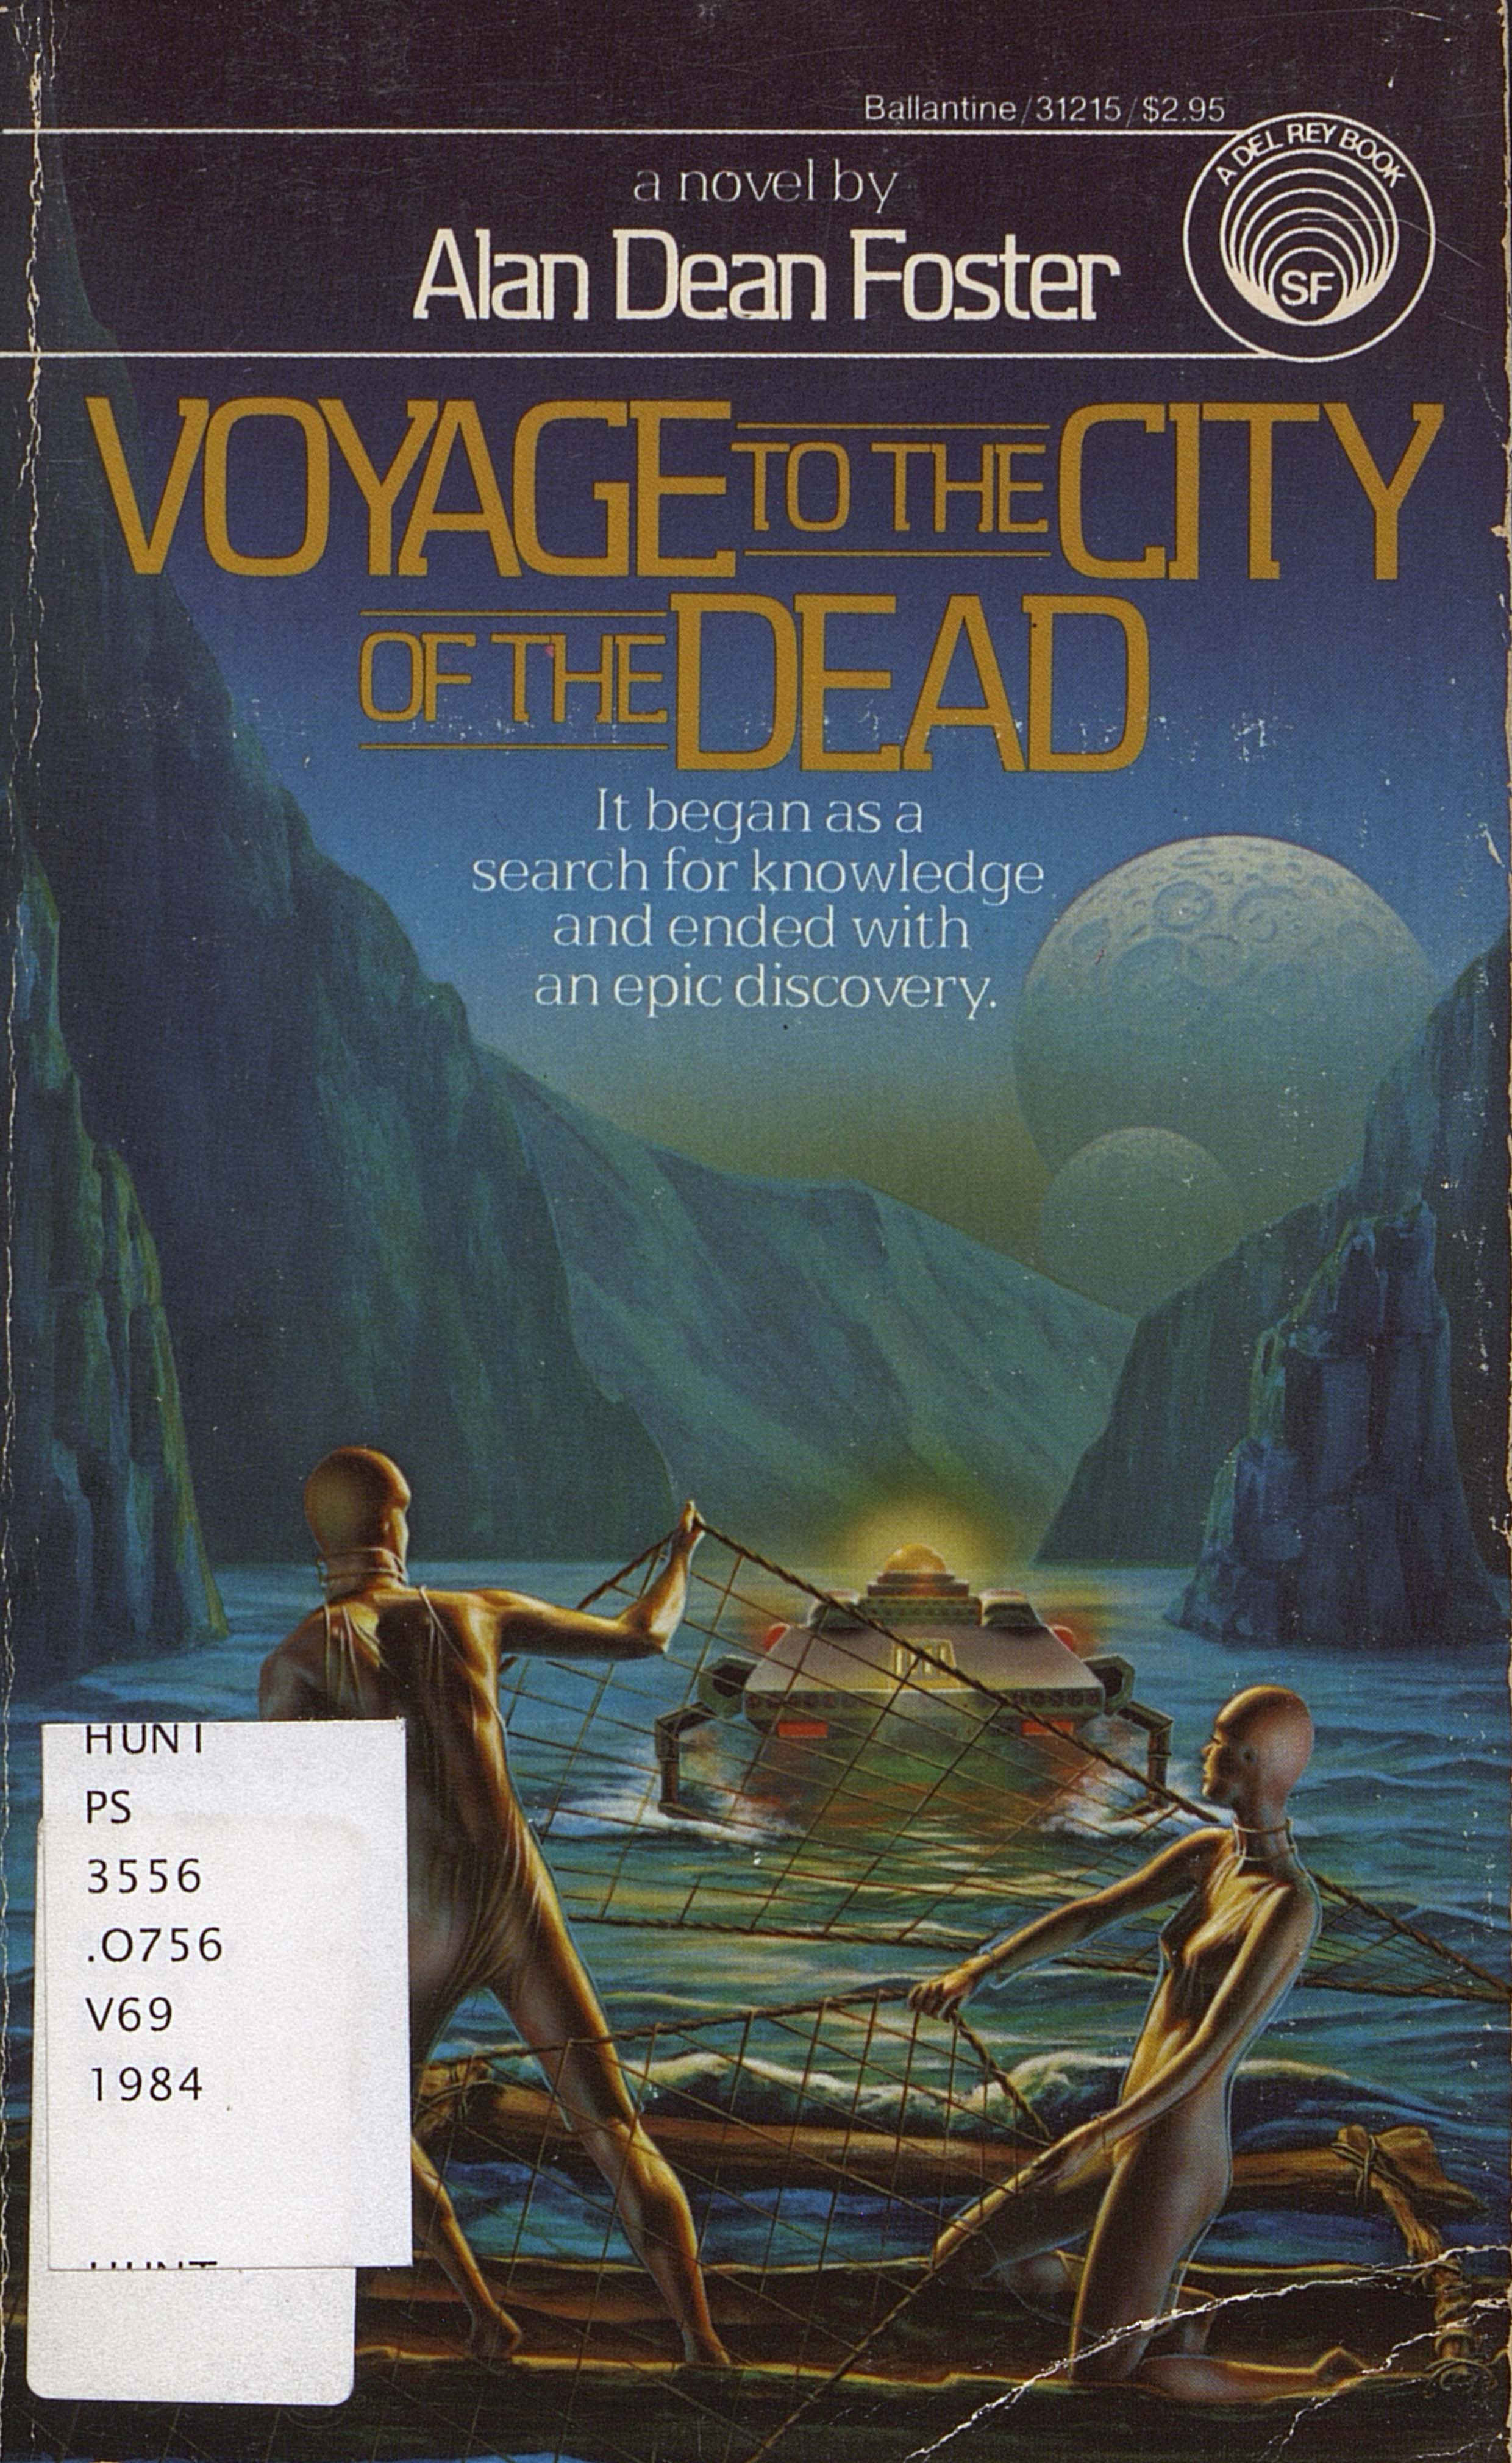 Ballantine/31215/$2.95
a novel by
Alan Dean Foster
A DEL REY BOOK
SF
VOYAGE TO THE CITY
OF THE DEAD
It began as a
search for knowledge
and ended with
an epic discovery.
HUNT
PS
3556
.O756
V69
1984
HUNT